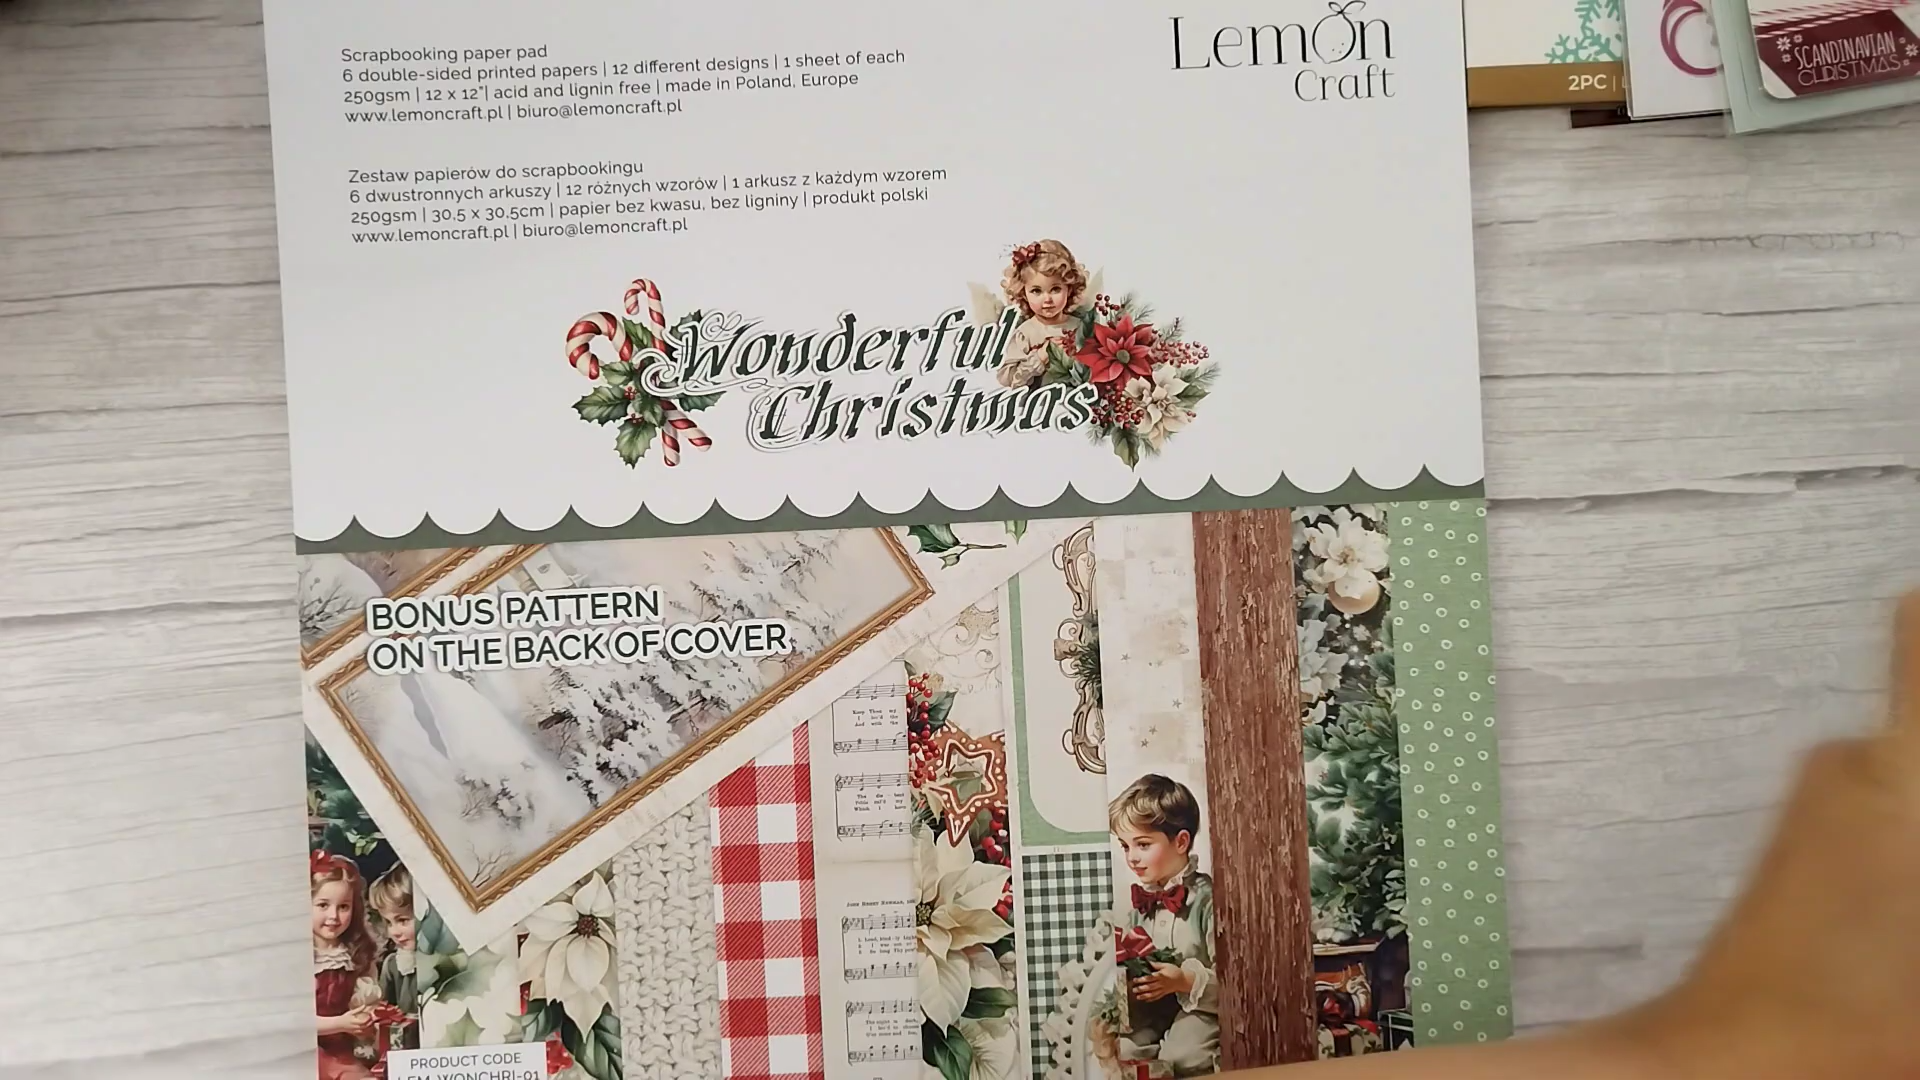 Scrapbooking paper pad
6 double-sided printed papers | 12 different designs | 1 sheet of each
250gsm | 12 x 12"| acid and lignin free | made in Poland, Europe
www.lemoncraft.pl | biuro@lemoncraft.pl
Lemon
Craft
2PC |
SCANDINAVIAN
CHRISTMAS
Zestaw papierów do scrapbookingu
6 dwustronnych arkuszy | 12 różnych wzorów | 1 arkusz z każdym wzorem
250gsm | 30,5 x 30,5cm | papier bez kwasu, bez ligniny | produkt polski
www.lemoncraft.pl | biuro@lemoncraft.pl
Wonderful
Christmas
BONUS PATTERN
ON THE BACK OF COVER
PRODUCT CODE
LEM-WONCHRI-01